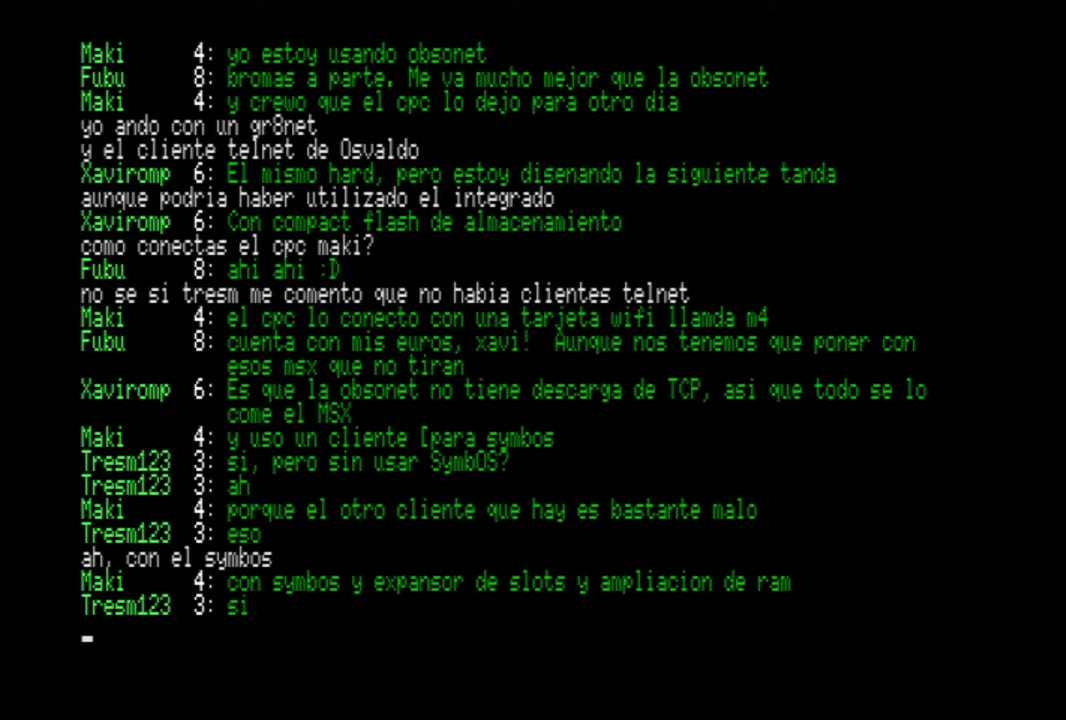 Maki 4: yo estoy usando obsonet
Fubu 8: bromas a parte. Me va mucho mejor que la obsonet
Maki 4: y crewo que el cpc lo dejo para otro dia
yo ando con un gr8net
y el cliente telnet de Osvaldo
Xaviromp 6: El mismo hard, pero estoy disenando la siguiente tanda
aunque podria haber utilizado el integrado
Xaviromp 6: Con compact flash de almacenamiento
como conectas el cpc maki?
Fubu 8: ahi ahi :D
no se si tresm me comento que no habia clientes telnet
Maki 4: el cpc lo conecto con una tarjeta wifi llamda m4
Fubu 8: cuenta con mis euros, xavi! Aunque nos tenemos que poner con
esos msx que no tiran
Xaviromp 6: Es que la obsonet no tiene descarga de TCP, asi que todo se lo
come el MSX
Maki 4: y uso un cliente [para symbos
Tresm123 3: si, pero sin usar SymbOS?
Tresm123 3: ah
Maki 4: porque el otro cliente que hay es bastante malo
Tresm123 3: eso
ah, con el symbos
Maki 4: con symbos y expansor de slots y ampliacion de ram
Tresm123 3: si